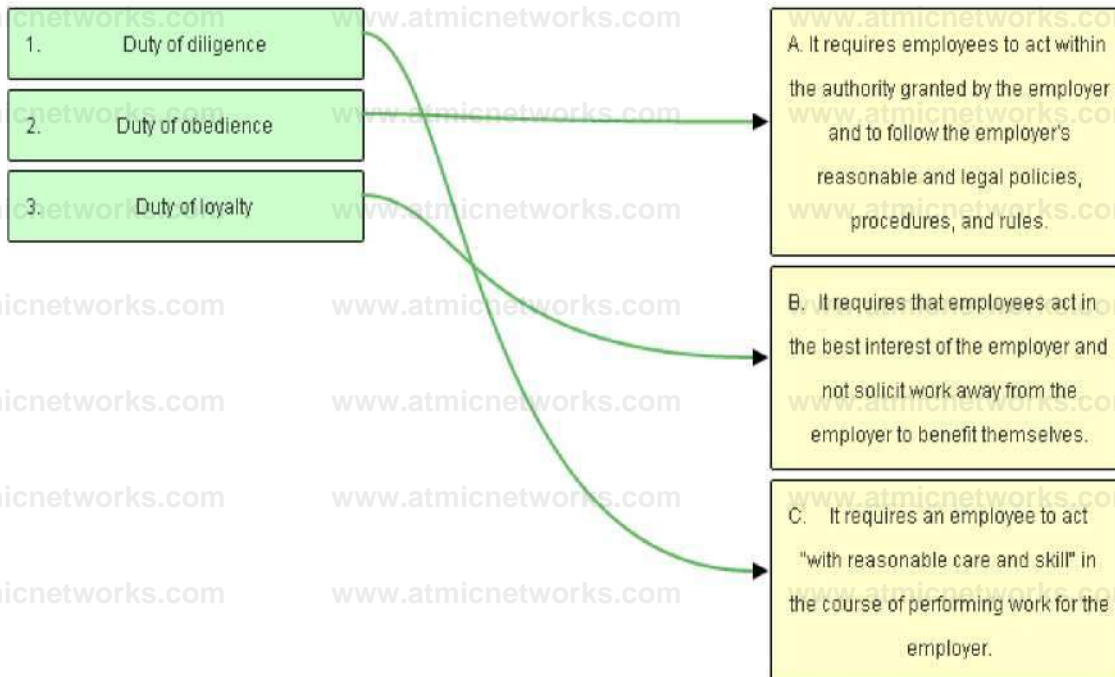 1. Duty of diligence
2. Duty of obedience
3. Duty of loyalty
A. It requires employees to act within
the authority granted by the employer
and to follow the employer's
reasonable and legal policies,
procedures, and rules.
B. It requires that employees act in
the best interest of the employer and
not solicit work away from the
employer to benefit themselves.
C. It requires an employee to act
"with reasonable care and skill" in
the course of performing work for the
employer.
www.atmicnetworks.com